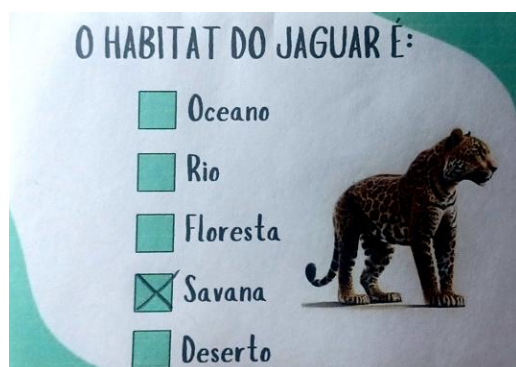 O HABITAT DO JAGUAR É:
Oceano
Rio
Floresta
Savana
Deserto